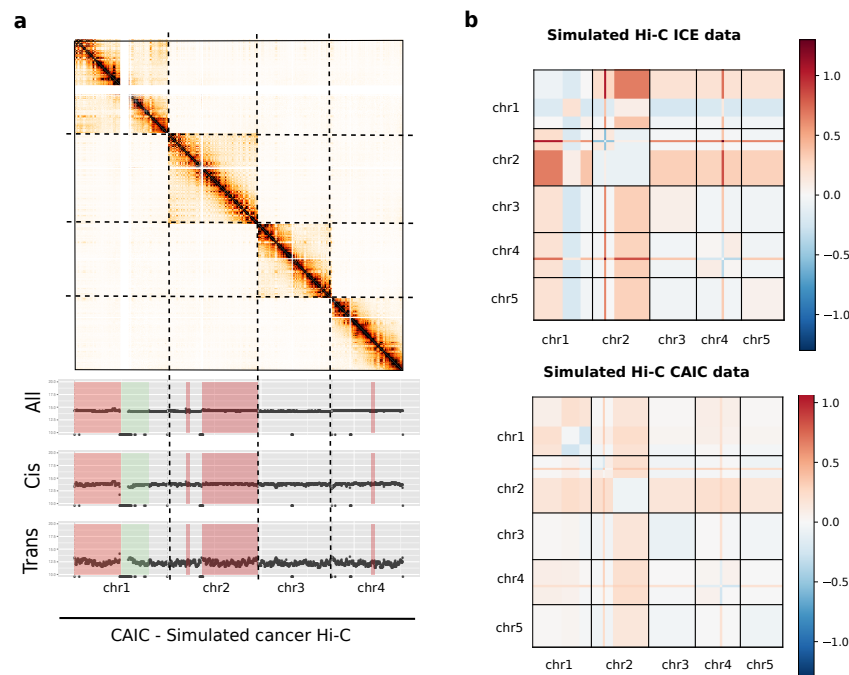 a
All
Cis
Trans
chr1
chr2
chr3
chr4
CAIC - Simulated cancer Hi-C
b
Simulated Hi-C ICE data
chr1
chr2
chr3
chr4
chr5
chr1
chr2
chr3
chr4
chr5
1.0
0.5
0.0
−0.5
−1.0
Simulated Hi-C CAIC data
chr1
chr2
chr3
chr4
chr5
chr1
chr2
chr3
chr4
chr5
1.0
0.5
0.0
−0.5
−1.0